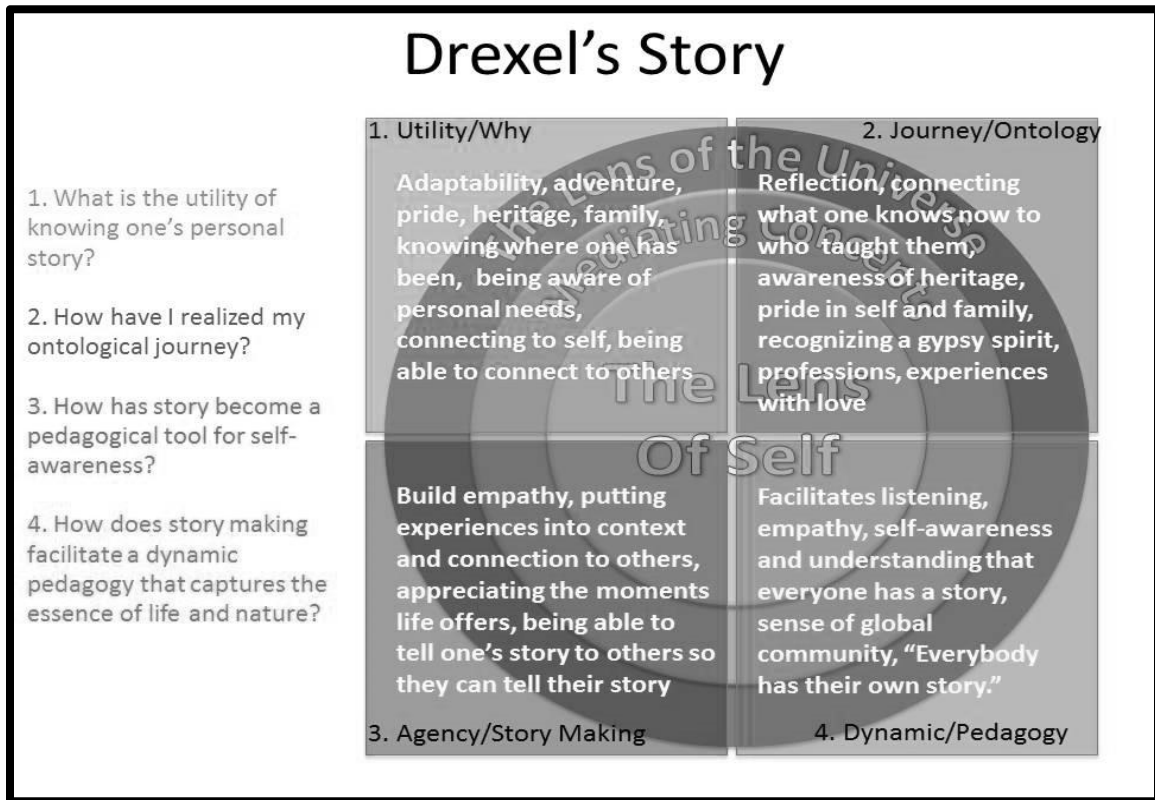 Drexel’s Story
1. What is the utility of
knowing one’s personal
story?
2. How have I realized my
ontological journey?
3. How has story become a
pedagogical tool for self-
awareness?
4. How does story making
facilitate a dynamic
pedagogy that captures the
essence of life and nature?
1. Utility/Why
Adaptability, adventure,
pride, heritage, family,
knowing where one has
been, being aware of
personal needs,
connecting to self, being
able to connect to others
2. Journey/Ontology
Reflection, connecting
what one knows now to
who taught them,
awareness of heritage,
pride in self and family,
recognizing a gypsy spirit,
professions, experiences
with love
The Lens of the Universe
Mediating Concepts
The Lens
Of Self
Build empathy, putting
experiences into context
and connection to others,
appreciating the moments
life offers, being able to
tell one’s story to others so
they can tell their story
3. Agency/Story Making
Facilitates listening,
empathy, self-awareness
and understanding that
everyone has a story,
sense of global
community, “Everybody
has their own story.”
4. Dynamic/Pedagogy